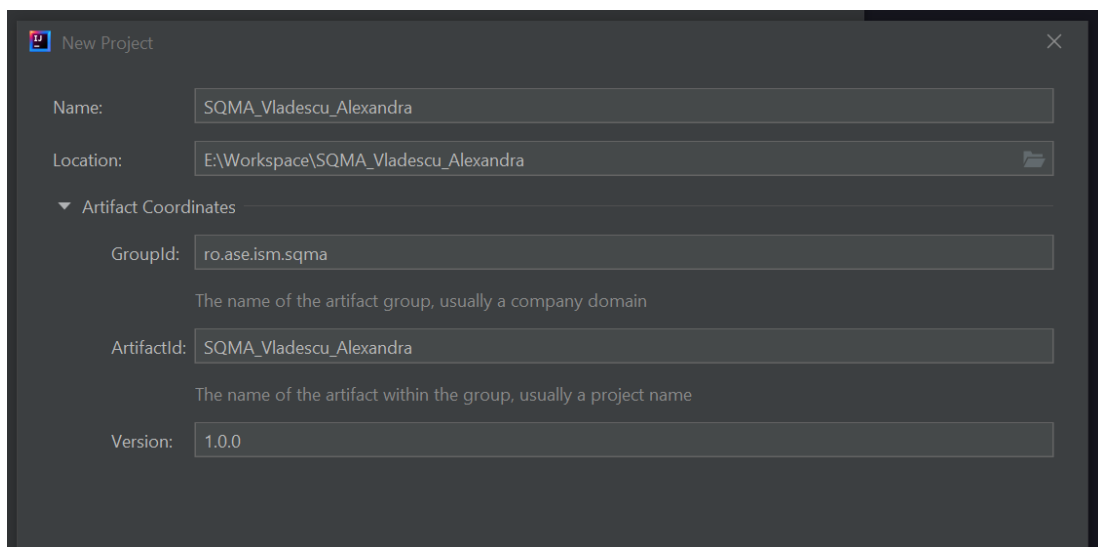 New Project
Name: SQMA_Vladescu_Alexandra
Location: E:\Workspace\SQMA_Vladescu_Alexandra
Artifact Coordinates
GroupId: ro.ase.ism.sqma
The name of the artifact group, usually a company domain
ArtifactId: SQMA_Vladescu_Alexandra
The name of the artifact within the group, usually a project name
Version: 1.0.0